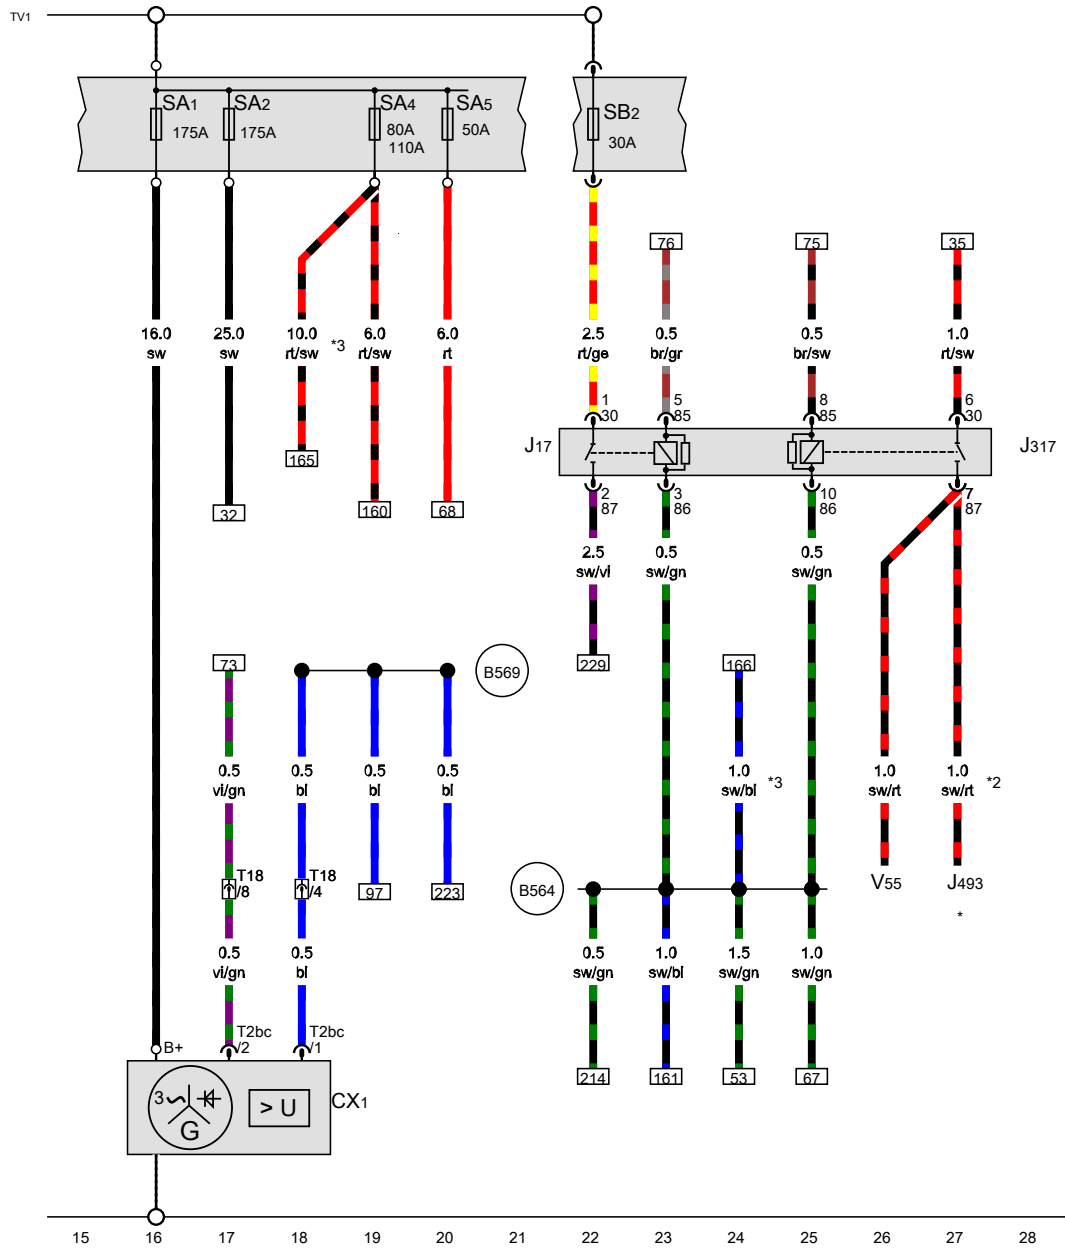 TV1
SA1 SA2 SA4 SA5 SB2
175A 175A 80A 50A 30A
110A
76 75 35
16.0 25.0 10.0 6.0 6.0 2.5 0.5 0.5 1.0
sw sw rt/sw *3 rt/sw rt rt/ge br/gr br/sw rt/sw
1 5 8 6
30 85 85 30
J17 J317
165
2 3 10 7
87 86 86 87
32 160 68
2.5 0.5 0.5
sw/vi sw/gn sw/gn
73 B569 229 166
0.5 0.5 0.5 0.5 1.0 1.0 1.0
vi/gn bl bl bl sw/bl *3 sw/rt sw/rt *2
T18 T18
/8 /4 97 223 B564 V55 J493
*
0.5 0.5 0.5 1.0 1.5 1.0
vi/gn bl sw/gn sw/bl sw/gn sw/gn
B+ T2bc T2bc
/2 /1
214 161 53 67
3 G > U CX1
15 16 17 18 19 20 21 22 23 24 25 26 27 28